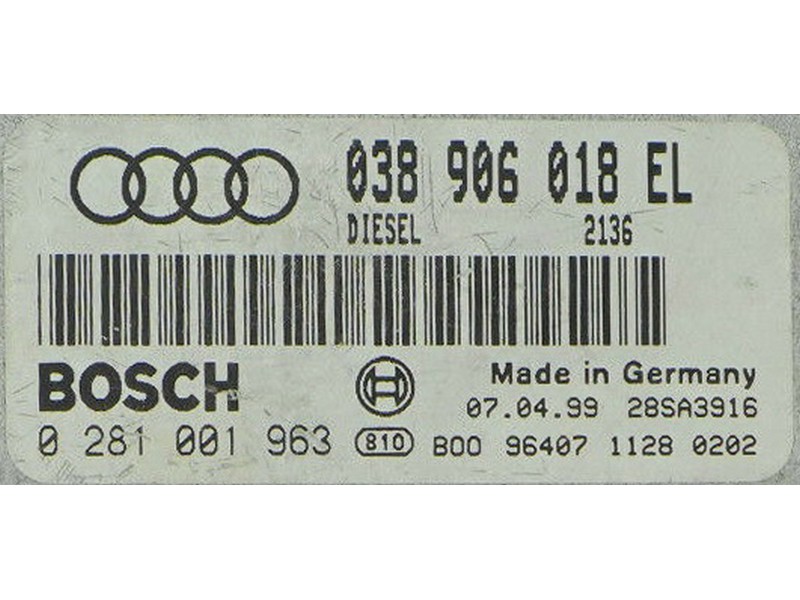 038 906 018 EL
DIESEL 2136
BOSCH
Made in Germany
07.04.99 28SA3916
0 281 001 963 810 B00 96407 1128 0202